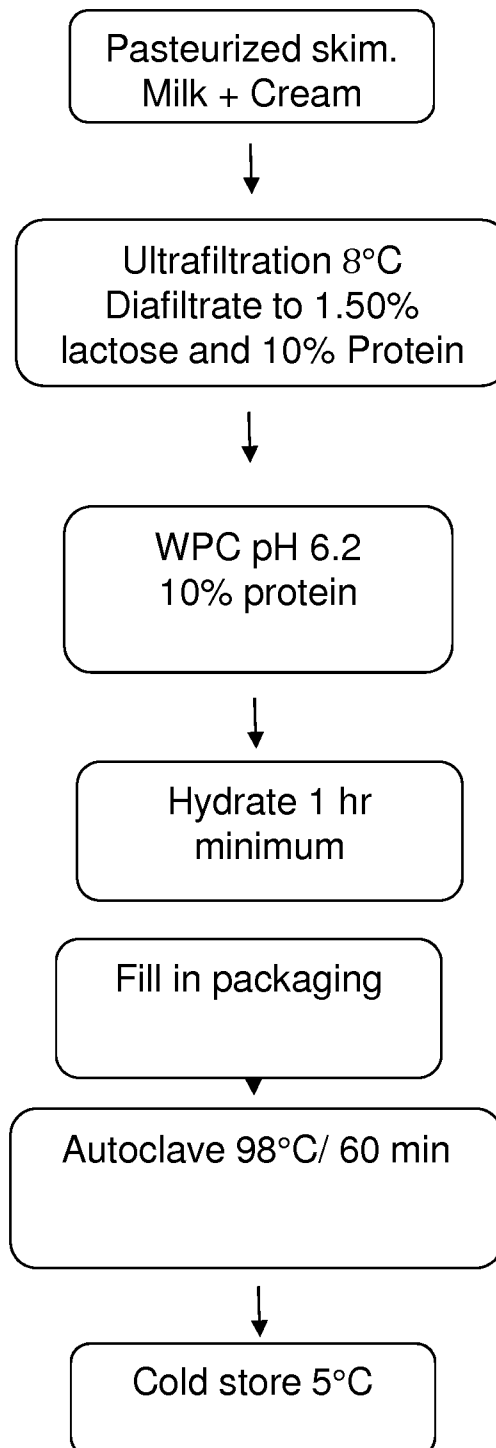 Pasteurized skim.
Milk + Cream
Ultrafiltration 8°C
Diafiltrate to 1.50%
lactose and 10% Protein
WPC pH 6.2
10% protein
Hydrate 1 hr
minimum
Fill in packaging
Autoclave 98°C/ 60 min
Cold store 5°C